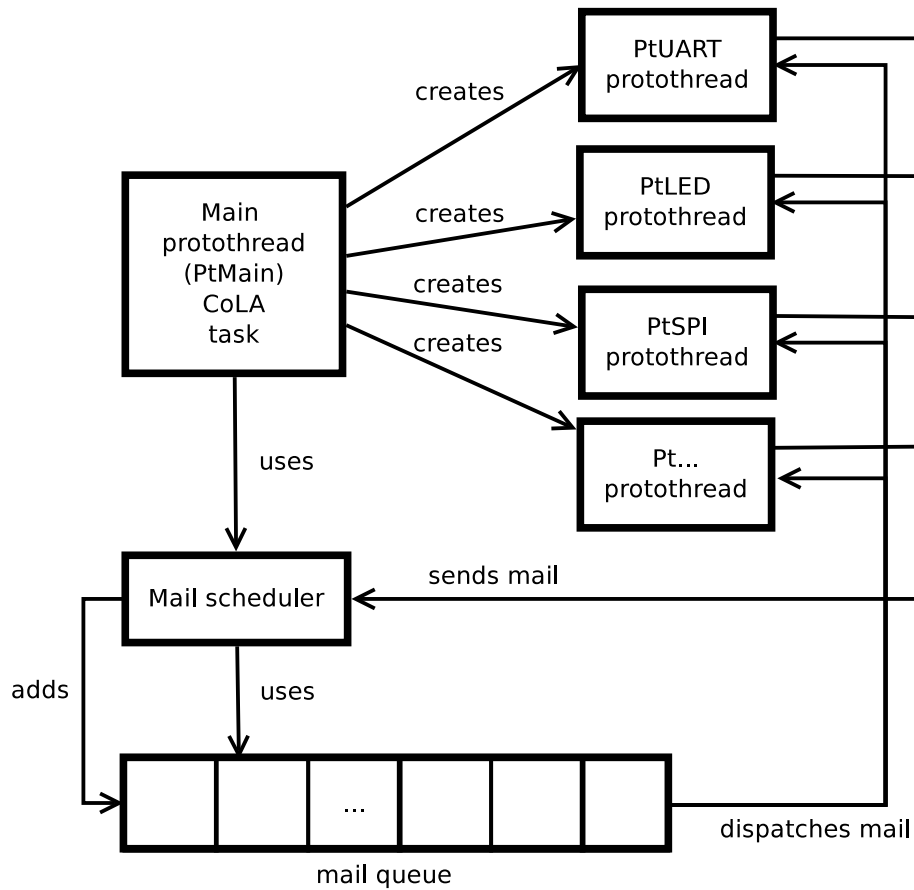 PtUART
protothread
creates
PtLED
protothread
creates
Main
protothread
(PtMain)
CoLA
task
creates
PtSPI
protothread
creates
Pt...
protothread
uses
sends mail
Mail scheduler
adds
uses
...
dispatches mail
mail queue